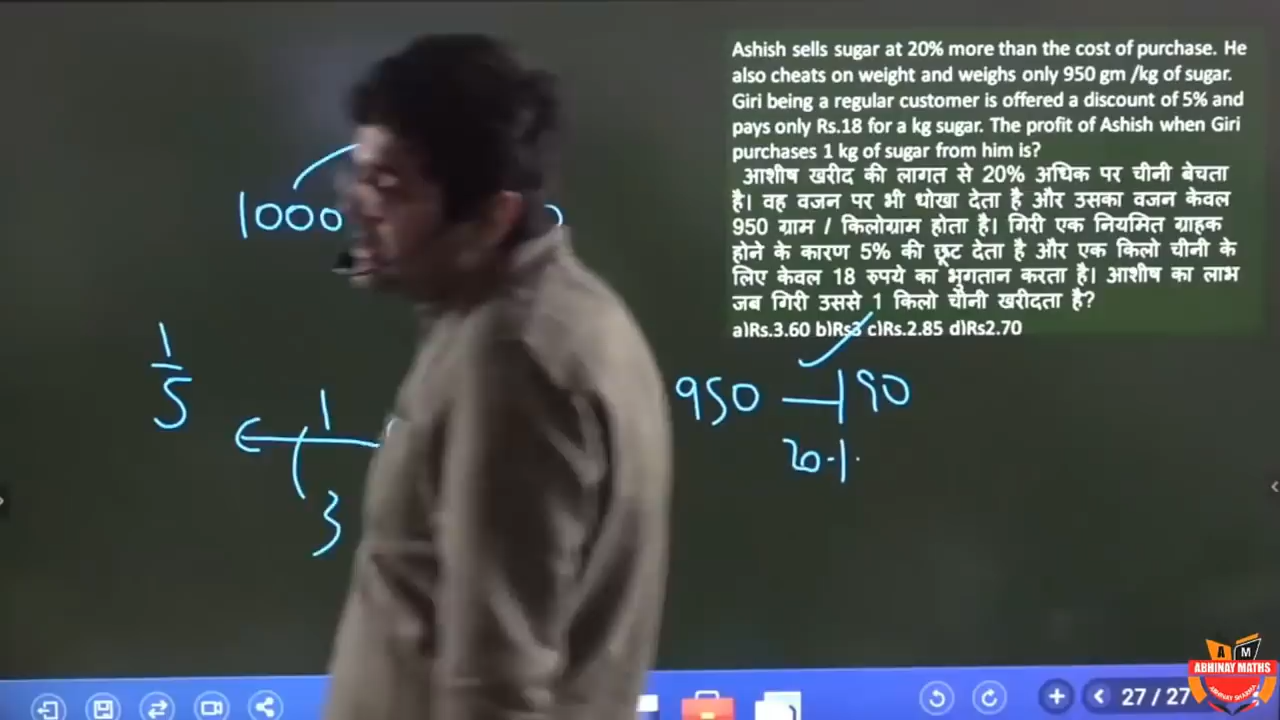 Ashish sells sugar at 20% more than the cost of purchase. He
also cheats on weight and weighs only 950 gm /kg of sugar.
Giri being a regular customer is offered a discount of 5% and
pays only Rs.18 for a kg sugar. The profit of Ashish when Giri
purchases 1 kg of sugar from him is?
आशीष खरीद की लागत से 20% अधिक पर चीनी बेचता
है। वह वजन पर भी धोखा देता है और उसका वजन केवल
950 ग्राम / किलोग्राम होता है। गिरी एक नियमित ग्राहक
होने के कारण 5% की छूट देता है और एक किलो चीनी के
लिए केवल 18 रुपये का भुगतान करता है। आशीष का लाभ
जब गिरी उससे 1 किलो चीनी खरीदता है?
a)Rs.3.60 b)Rs3 c)Rs.2.85 d)Rs2.70
1000
1
5
1
3
950 190
20%
27 / 27
A M
ABHINAY MATHS
ABHINAY SHARMA